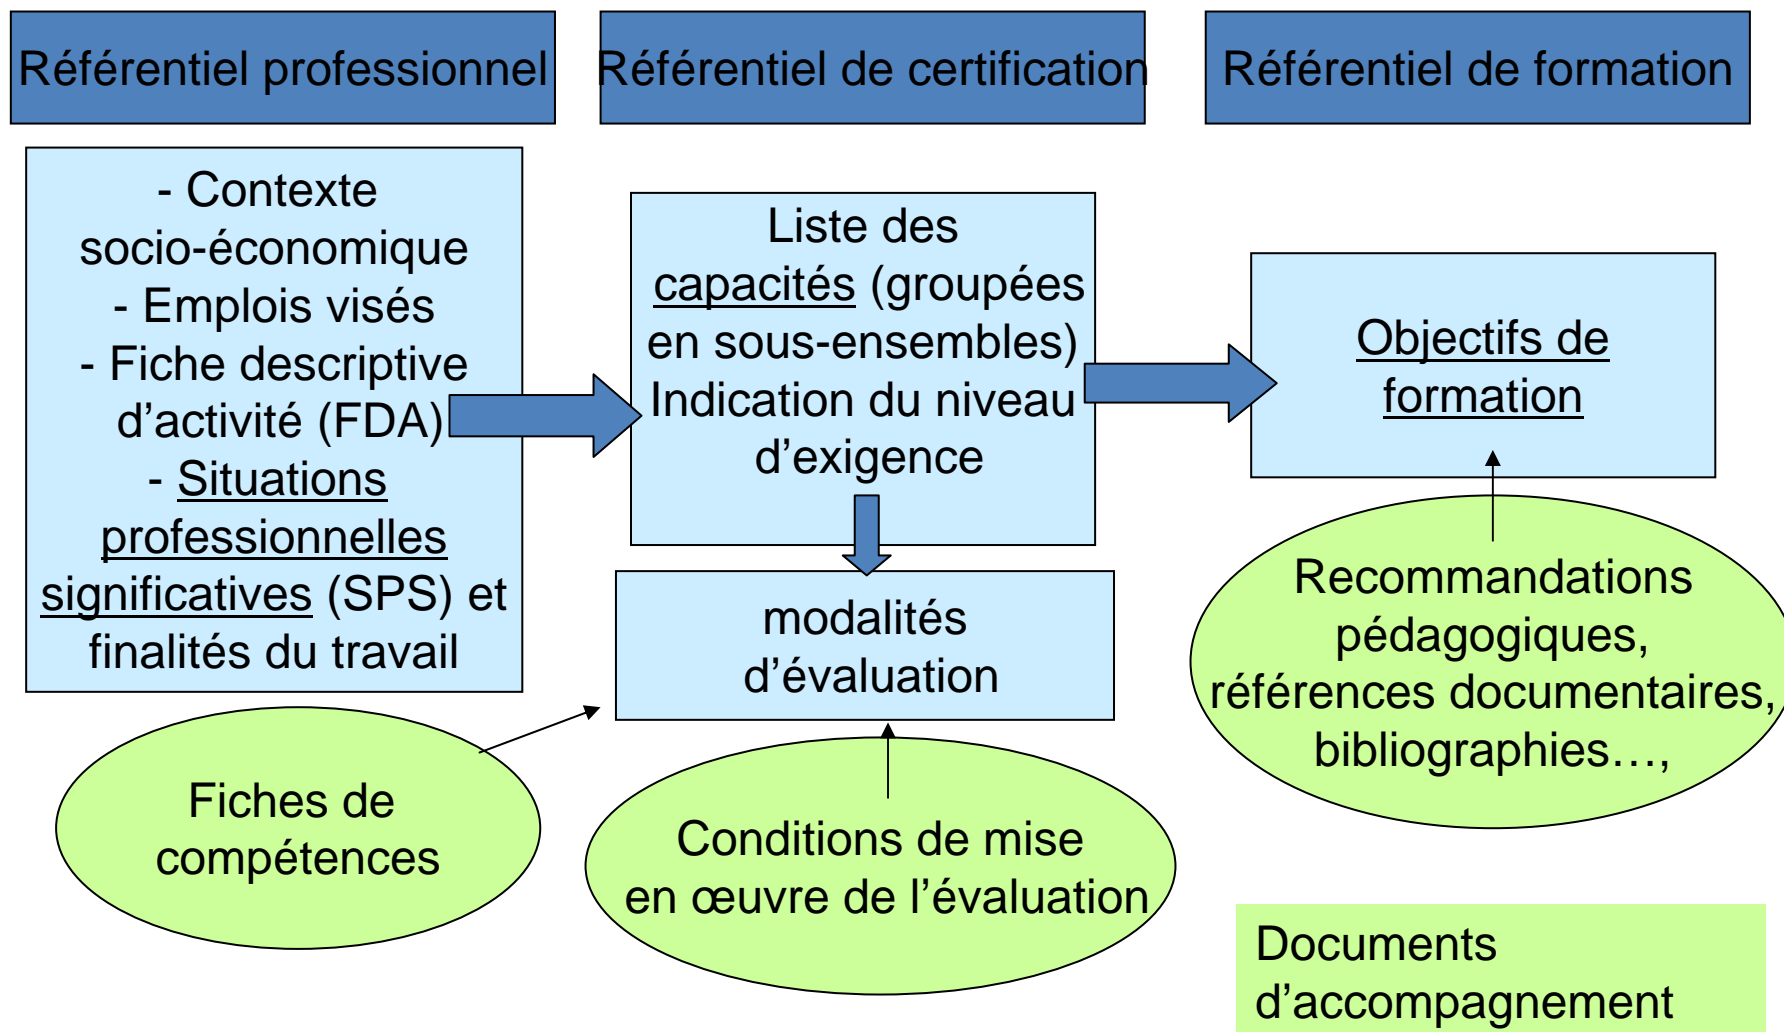 Référentiel professionnel
Référentiel de certification
Référentiel de formation
- Contexte
socio-économique
- Emplois visés
- Fiche descriptive
d’activité (FDA)
- Situations
professionnelles
significatives (SPS) et
finalités du travail
Liste des
capacités (groupées
en sous-ensembles)
Indication du niveau
d’exigence
modalités
d’évaluation
Objectifs de
formation
Fiches de
compétences
Conditions de mise
en œuvre de l’évaluation
Recommandations
pédagogiques,
références documentaires,
bibliographies…,
Documents
d’accompagnement